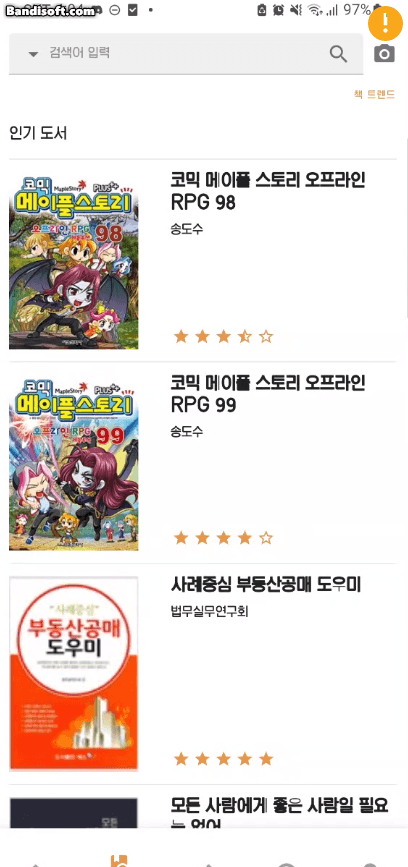 Bandisoft.com
97%
검색어 입력
책 트렌드
인기 도서
코믹 메이플 스토리 오프라인
RPG 98
송도수
코믹
MapleStory PLUS
메이플스토리
오프라인 RPG 98
코믹 메이플 스토리 오프라인
RPG 99
송도수
코믹
MapleStory PLUS
메이플스토리
오프라인 RPG 99
사례중심 부동산공매 도우미
법무실무연구회
"사례중심"
부동산공매
도우미
모든 사람에게 좋은 사람일 필요
는 없어
모든